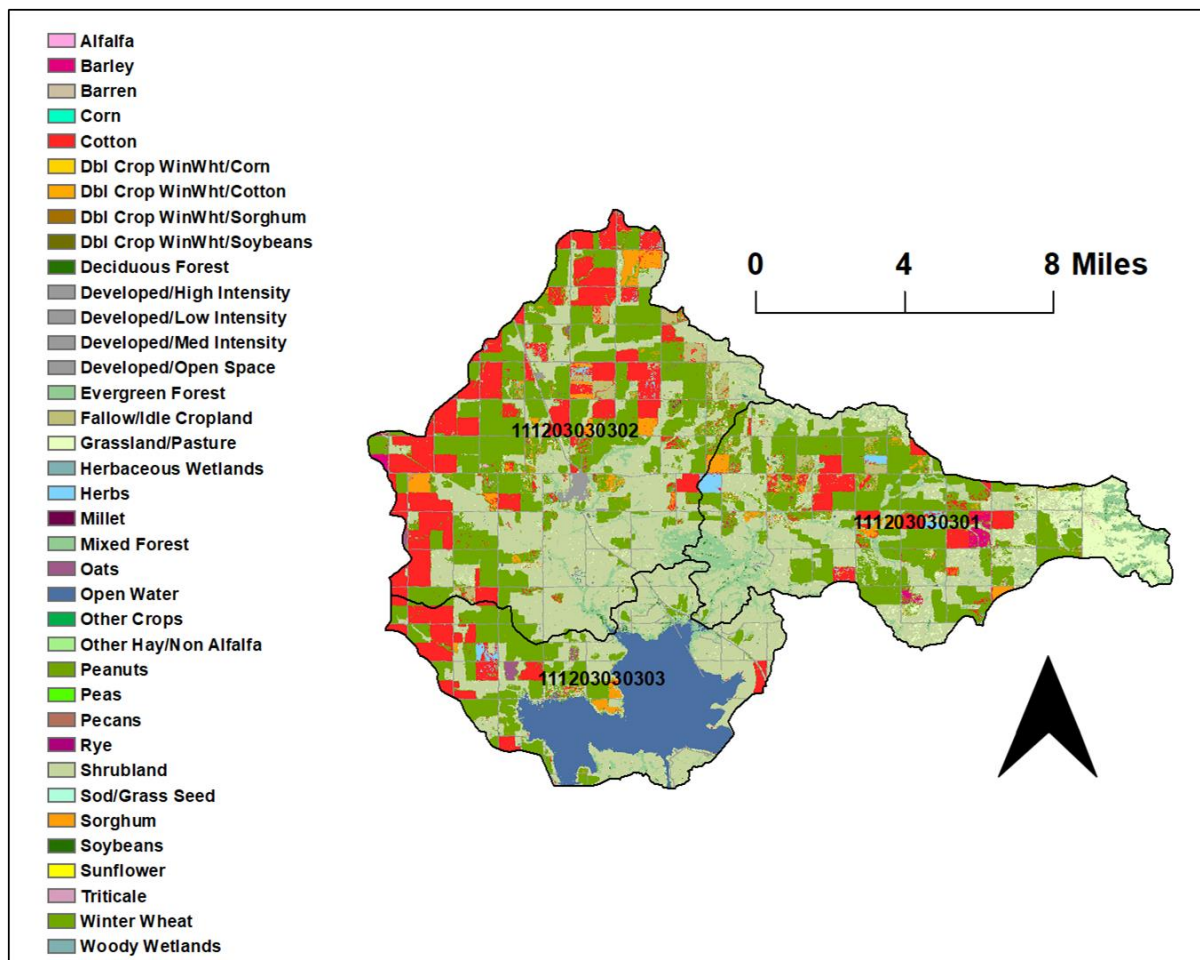 Alfalfa
Barley
Barren
Corn
Cotton
Dbl Crop WinWht/Corn
Dbl Crop WinWht/Cotton
Dbl Crop WinWht/Sorghum
Dbl Crop WinWht/Soybeans
Deciduous Forest
Developed/High Intensity
Developed/Low Intensity
Developed/Med Intensity
Developed/Open Space
Evergreen Forest
Fallow/Idle Cropland
Grassland/Pasture
Herbaceous Wetlands
Herbs
Millet
Mixed Forest
Oats
Open Water
Other Crops
Other Hay/Non Alfalfa
Peanuts
Peas
Pecans
Rye
Shrubland
Sod/Grass Seed
Sorghum
Soybeans
Sunflower
Triticale
Winter Wheat
Woody Wetlands
0 4 8 Miles
111203030302
111203030301
111203030303